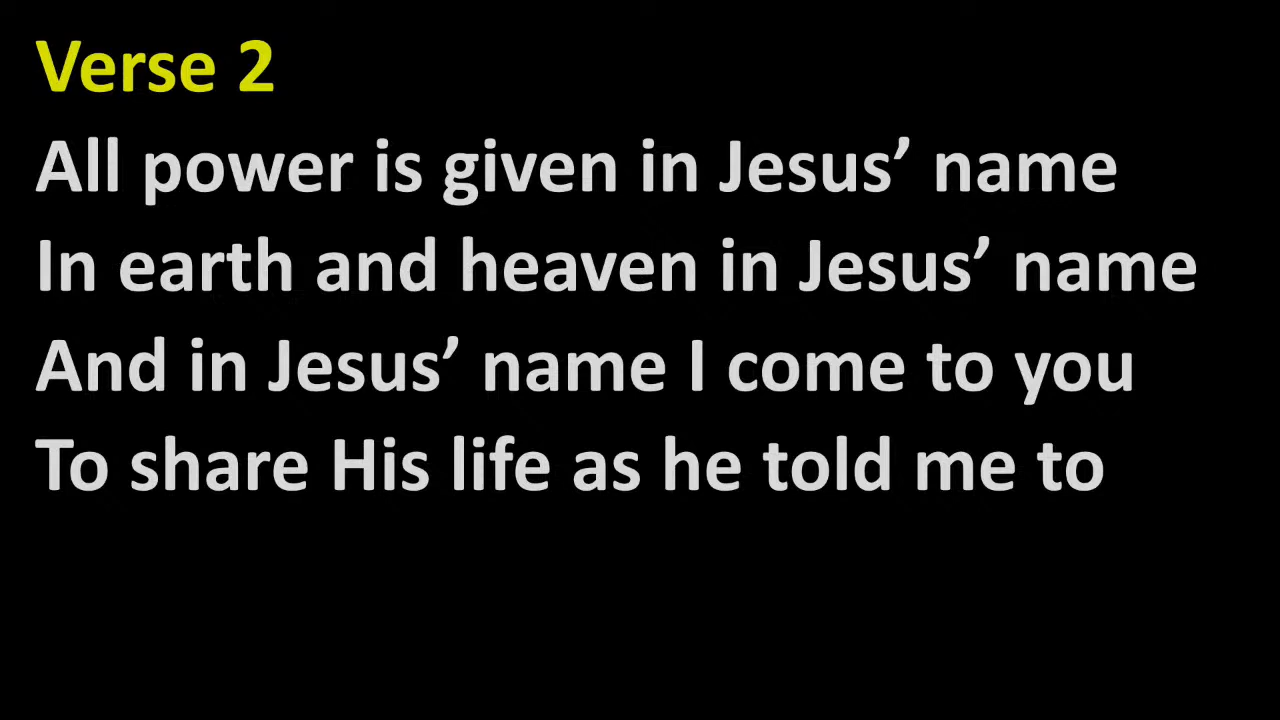 Verse 2
All power is given in Jesus’ name
In earth and heaven in Jesus’ name
And in Jesus’ name I come to you
To share His life as he told me to